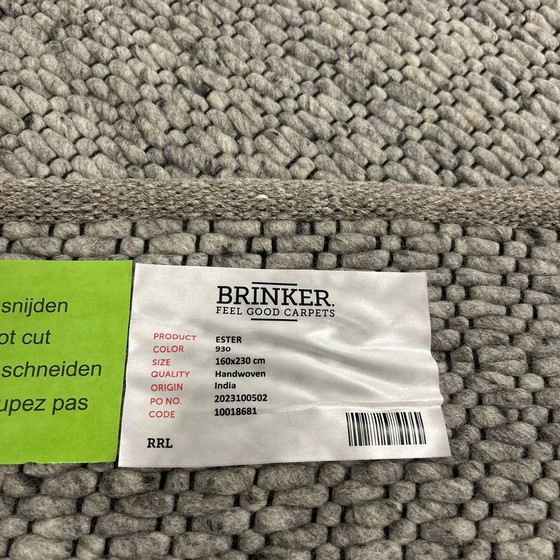 snijden
ot cut
schneiden
upez pas
BRINKER.
FEEL GOOD CARPETS
PRODUCT ESTER
COLOR 930
SIZE 160x230 cm
QUALITY Handwoven
ORIGIN India
PO NO. 2023100502
CODE 10018681
RRL